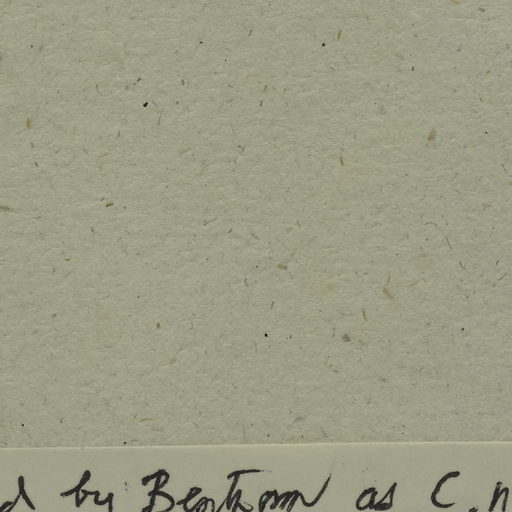 d by Bentham as C. n